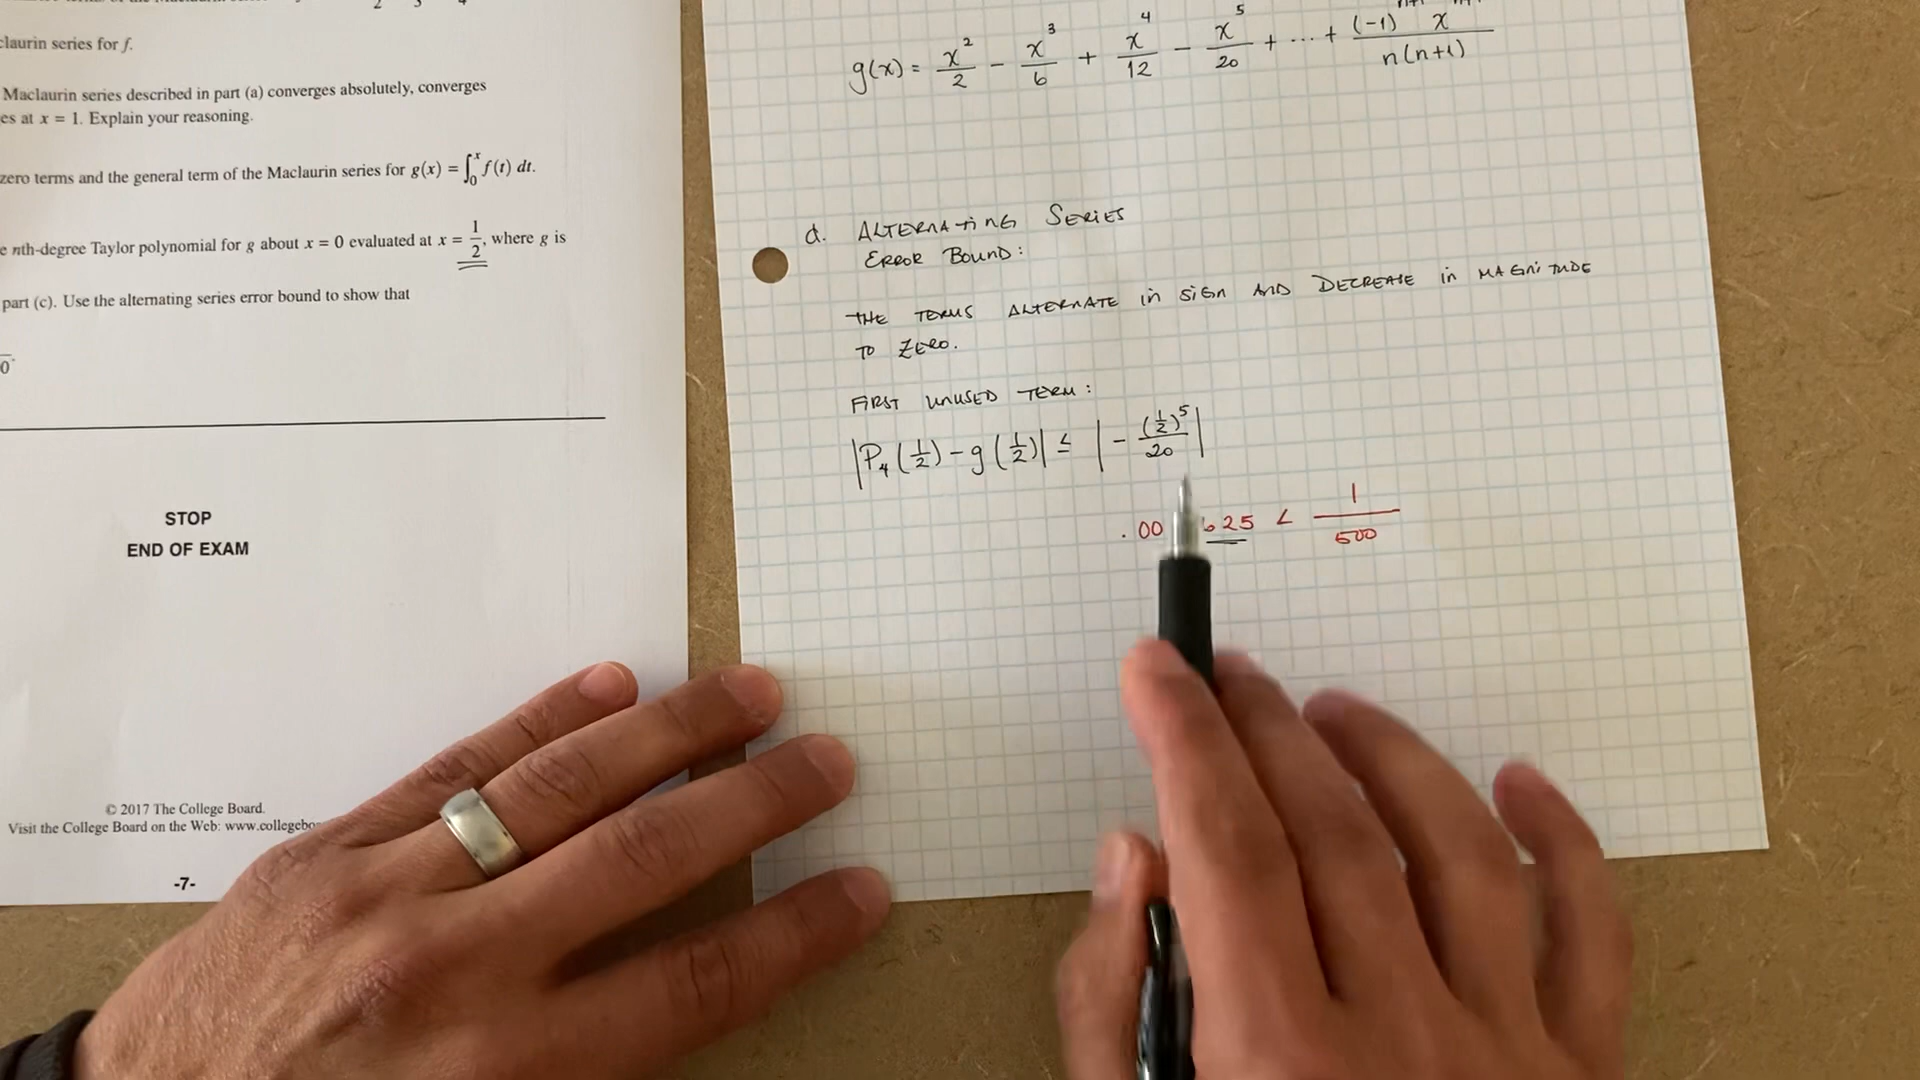 claurin series for f.
Maclaurin series described in part (a) converges absolutely, converges
es at x = 1. Explain your reasoning.
zero terms and the general term of the Maclaurin series for g(x) = ∫₀ˣ f(t) dt.
e nth-degree Taylor polynomial for g about x = 0 evaluated at x = 1/2, where g is
part (c). Use the alternating series error bound to show that
0.
STOP
END OF EXAM
© 2017 The College Board.
Visit the College Board on the Web: www.collegebo
-7-
g(x) = x²/2 - x³/6 + x⁴/12 - x⁵/20 + ... + (-1) x / n(n+1)
d. ALTERNATING SERIES
ERROR BOUND:
THE TERMS ALTERNATE in SIGN AND DECREASE in MAGNITUDE
TO ZERO.
FIRST UNUSED TERM:
|P₄(1/2) - g(1/2)| ≤ |- (1/2)⁵/20|
.00 625 < 1/500